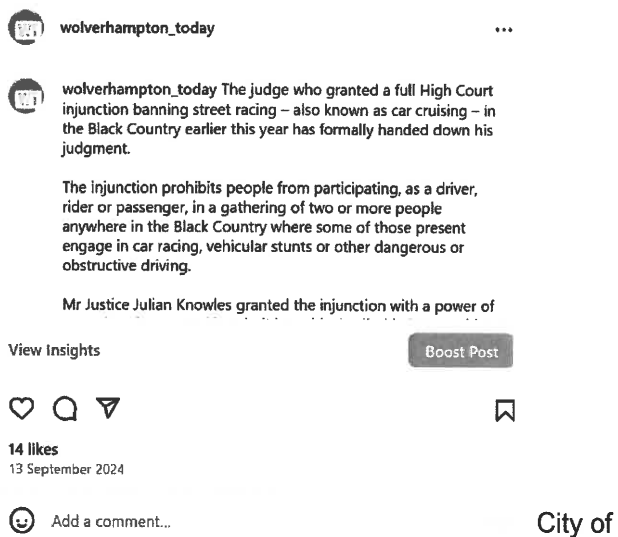 wolverhampton_today
wolverhampton_today The judge who granted a full High Court
injunction banning street racing – also known as car cruising – in
the Black Country earlier this year has formally handed down his
judgment.
The injunction prohibits people from participating, as a driver,
rider or passenger, in a gathering of two or more people
anywhere in the Black Country where some of those present
engage in car racing, vehicular stunts or other dangerous or
obstructive driving.
Mr Justice Julian Knowles granted the injunction with a power of
View Insights
Boost Post
14 likes
13 September 2024
Add a comment...
City of